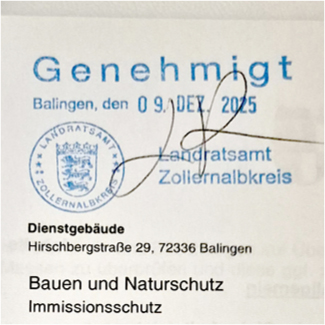 Genehmigt
Balingen, den 09. DEZ. 2025
LANDRATSAMT
ZOLLERNALBKREIS
Landratsamt
Zollernalbkreis
Dienstgebäude
Hirschbergstraße 29, 72336 Balingen
Bauen und Naturschutz
Immissionsschutz